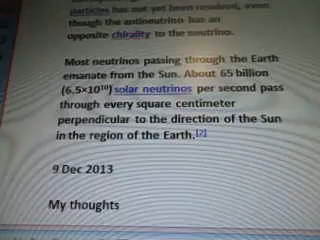 particles has not yet been resolved, even
though the antineutrino has an
opposite chirality to the neutrino.
Most neutrinos passing through the Earth
emanate from the Sun. About 65 billion
(6.5×10¹⁰) solar neutrinos per second pass
through every square centimeter
perpendicular to the direction of the Sun
in the region of the Earth.[2]
9 Dec 2013
My thoughts